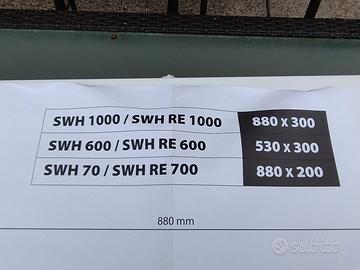 SWH 1000 / SWH RE 1000 880 x 300
SWH 600 / SWH RE 600 530 x 300
SWH 70 / SWH RE 700 880 x 200
880 mm
subito